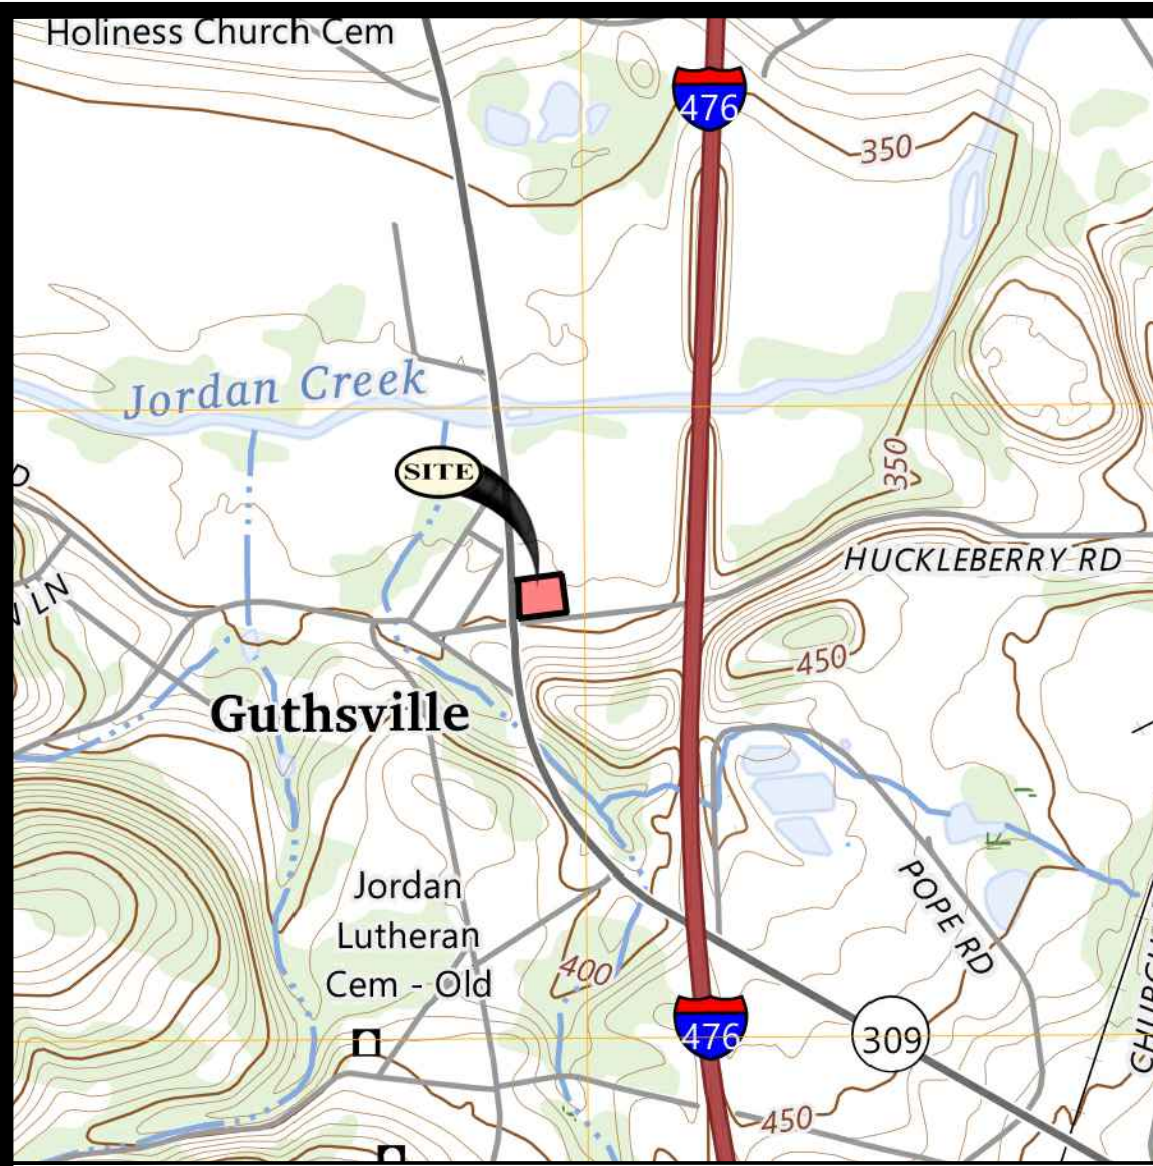 Holiness Church Cem
476
350
Jordan Creek
SITE
350
HUCKLEBERRY RD
LN
450
Guthsville
Jordan
Lutheran
Cem - Old
400
POPE RD
476
309
450